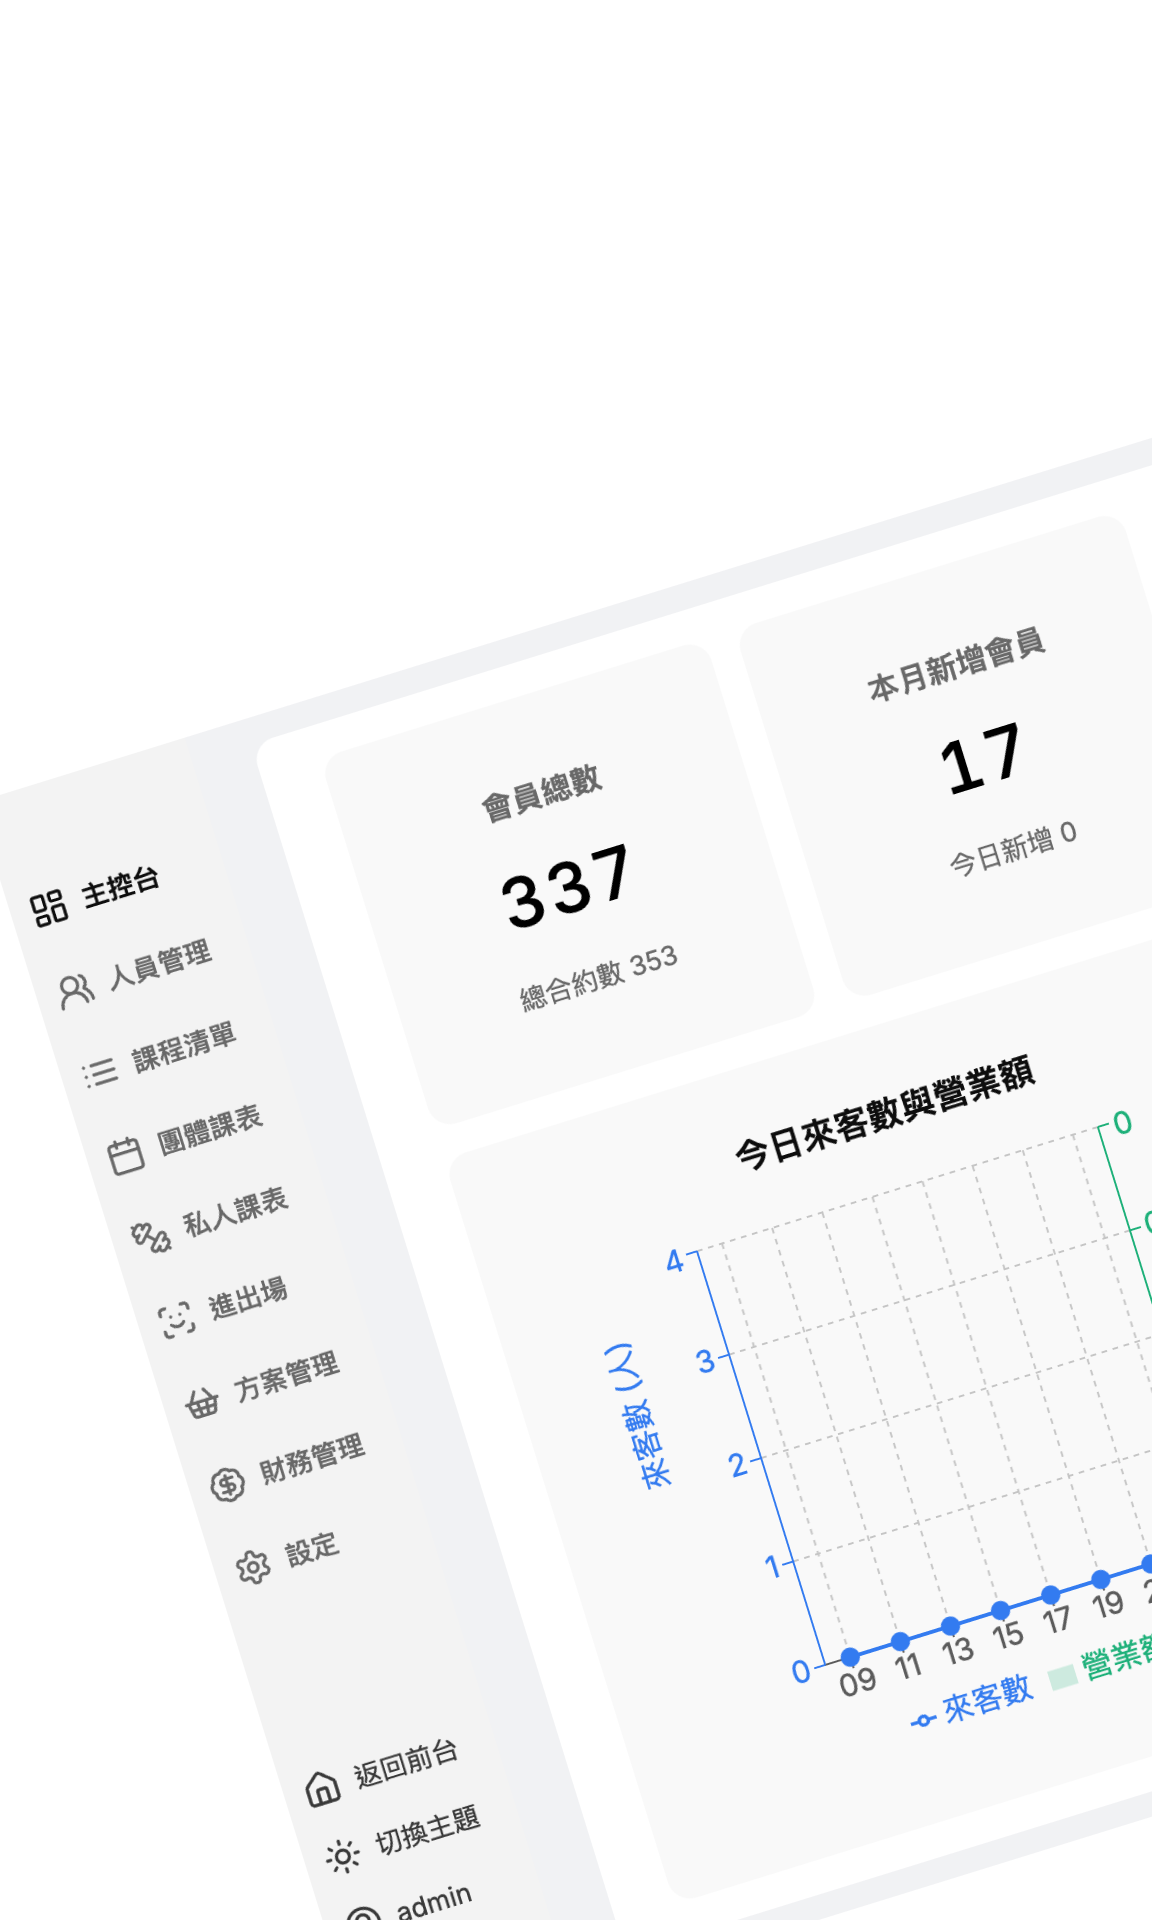 主控台
人員管理
課程清單
團體課表
私人課表
進出場
方案管理
財務管理
設定
返回前台
切換主題
admin
會員總數
337
總合約數 353
本月新增會員
17
今日新增 0
今日來客數與營業額
來客數 (人)
4
3
2
1
0
0
09
11
13
15
17
19
來客數
營業